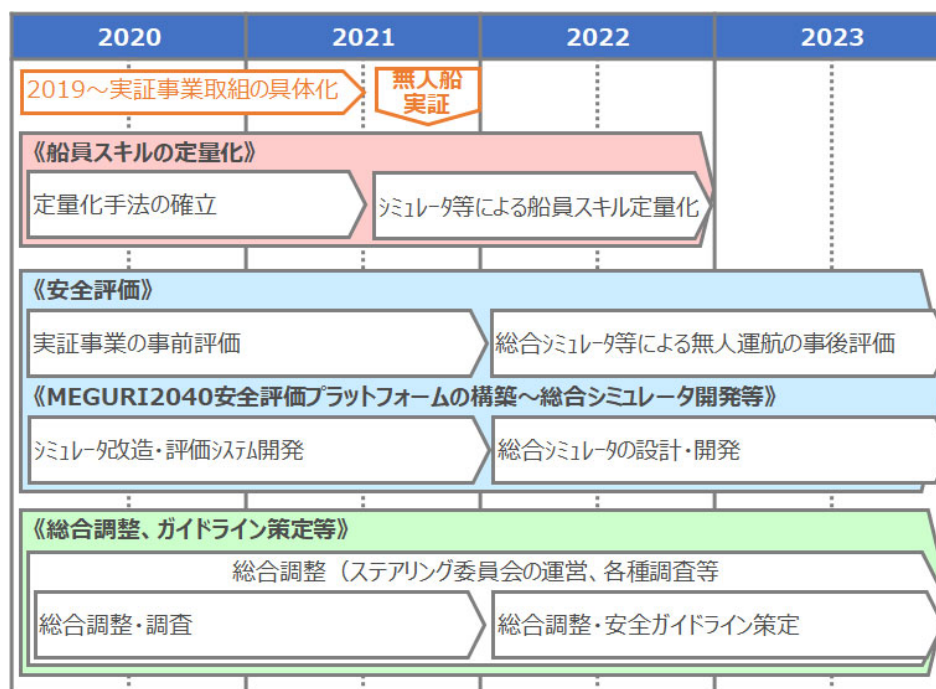 2020 2021 2022 2023
2019～実証事業取組の具体化
無人船
実証
《船員スキルの定量化》
定量化手法の確立
ｼﾐｭﾚｰﾀ等による船員スキル定量化
《安全評価》
実証事業の事前評価
総合ｼﾐｭﾚｰﾀ等による無人運航の事後評価
《MEGURI2040安全評価プラットフォームの構築～総合シミュレータ開発等》
ｼﾐｭﾚｰﾀ改造・評価ｼｽﾃﾑ開発
総合ｼﾐｭﾚｰﾀの設計・開発
《総合調整、ガイドライン策定等》
総合調整（ステアリング委員会の運営、各種調査等
総合調整・調査
総合調整・安全ガイドライン策定